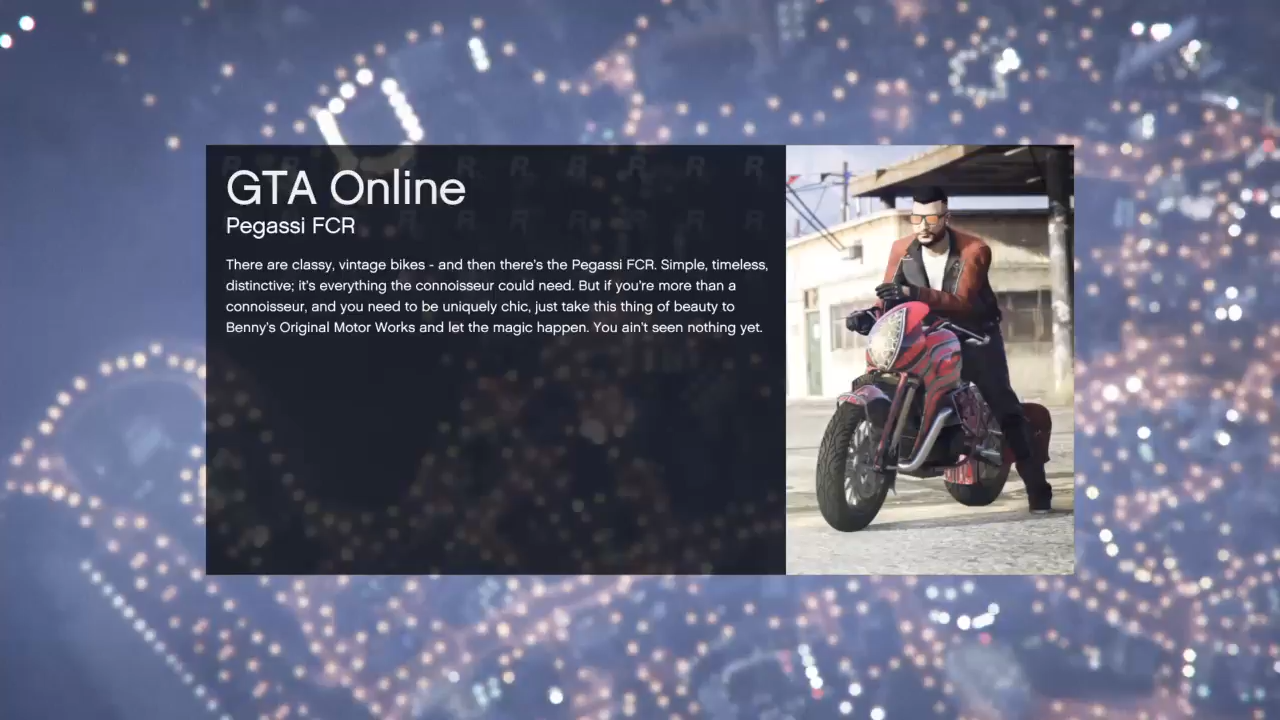 GTA Online
Pegassi FCR
There are classy, vintage bikes - and then there's the Pegassi FCR. Simple, timeless,
distinctive; it's everything the connoisseur could need. But if you're more than a
connoisseur, and you need to be uniquely chic, just take this thing of beauty to
Benny's Original Motor Works and let the magic happen. You ain't seen nothing yet.